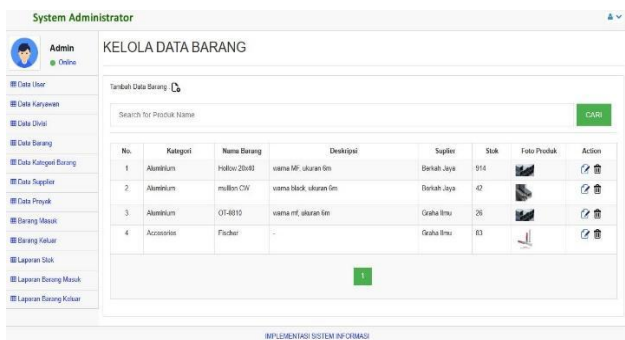 System Administrator
Admin
Online
KELOLA DATA BARANG
Data User
Data Karyawan
Data Divisi
Data Barang
Data Kategori Barang
Data Supplier
Data Proyek
Barang Masuk
Barang Keluar
Laporan Stok
Laporan Barang Masuk
Laporan Barang Keluar
Tambah Data Barang
Search for Produk Name
CARI
No. Kategori Nama Barang Deskripsi Suplier Stok Foto Produk Action
1 Aluminium Hollow 20x40 warna MF, ukuran 6m Berkah Jaya 914
2. Aluminium mullion CW warna black, ukuran 6m Berkah Jaya 42
3. Aluminium OT-6810 warna mf, ukuran 6m Graha Ilmu 26
4 Accesories Fischer - Graha Ilmu 83
1
IMPLEMENTASI SISTEM INFORMASI